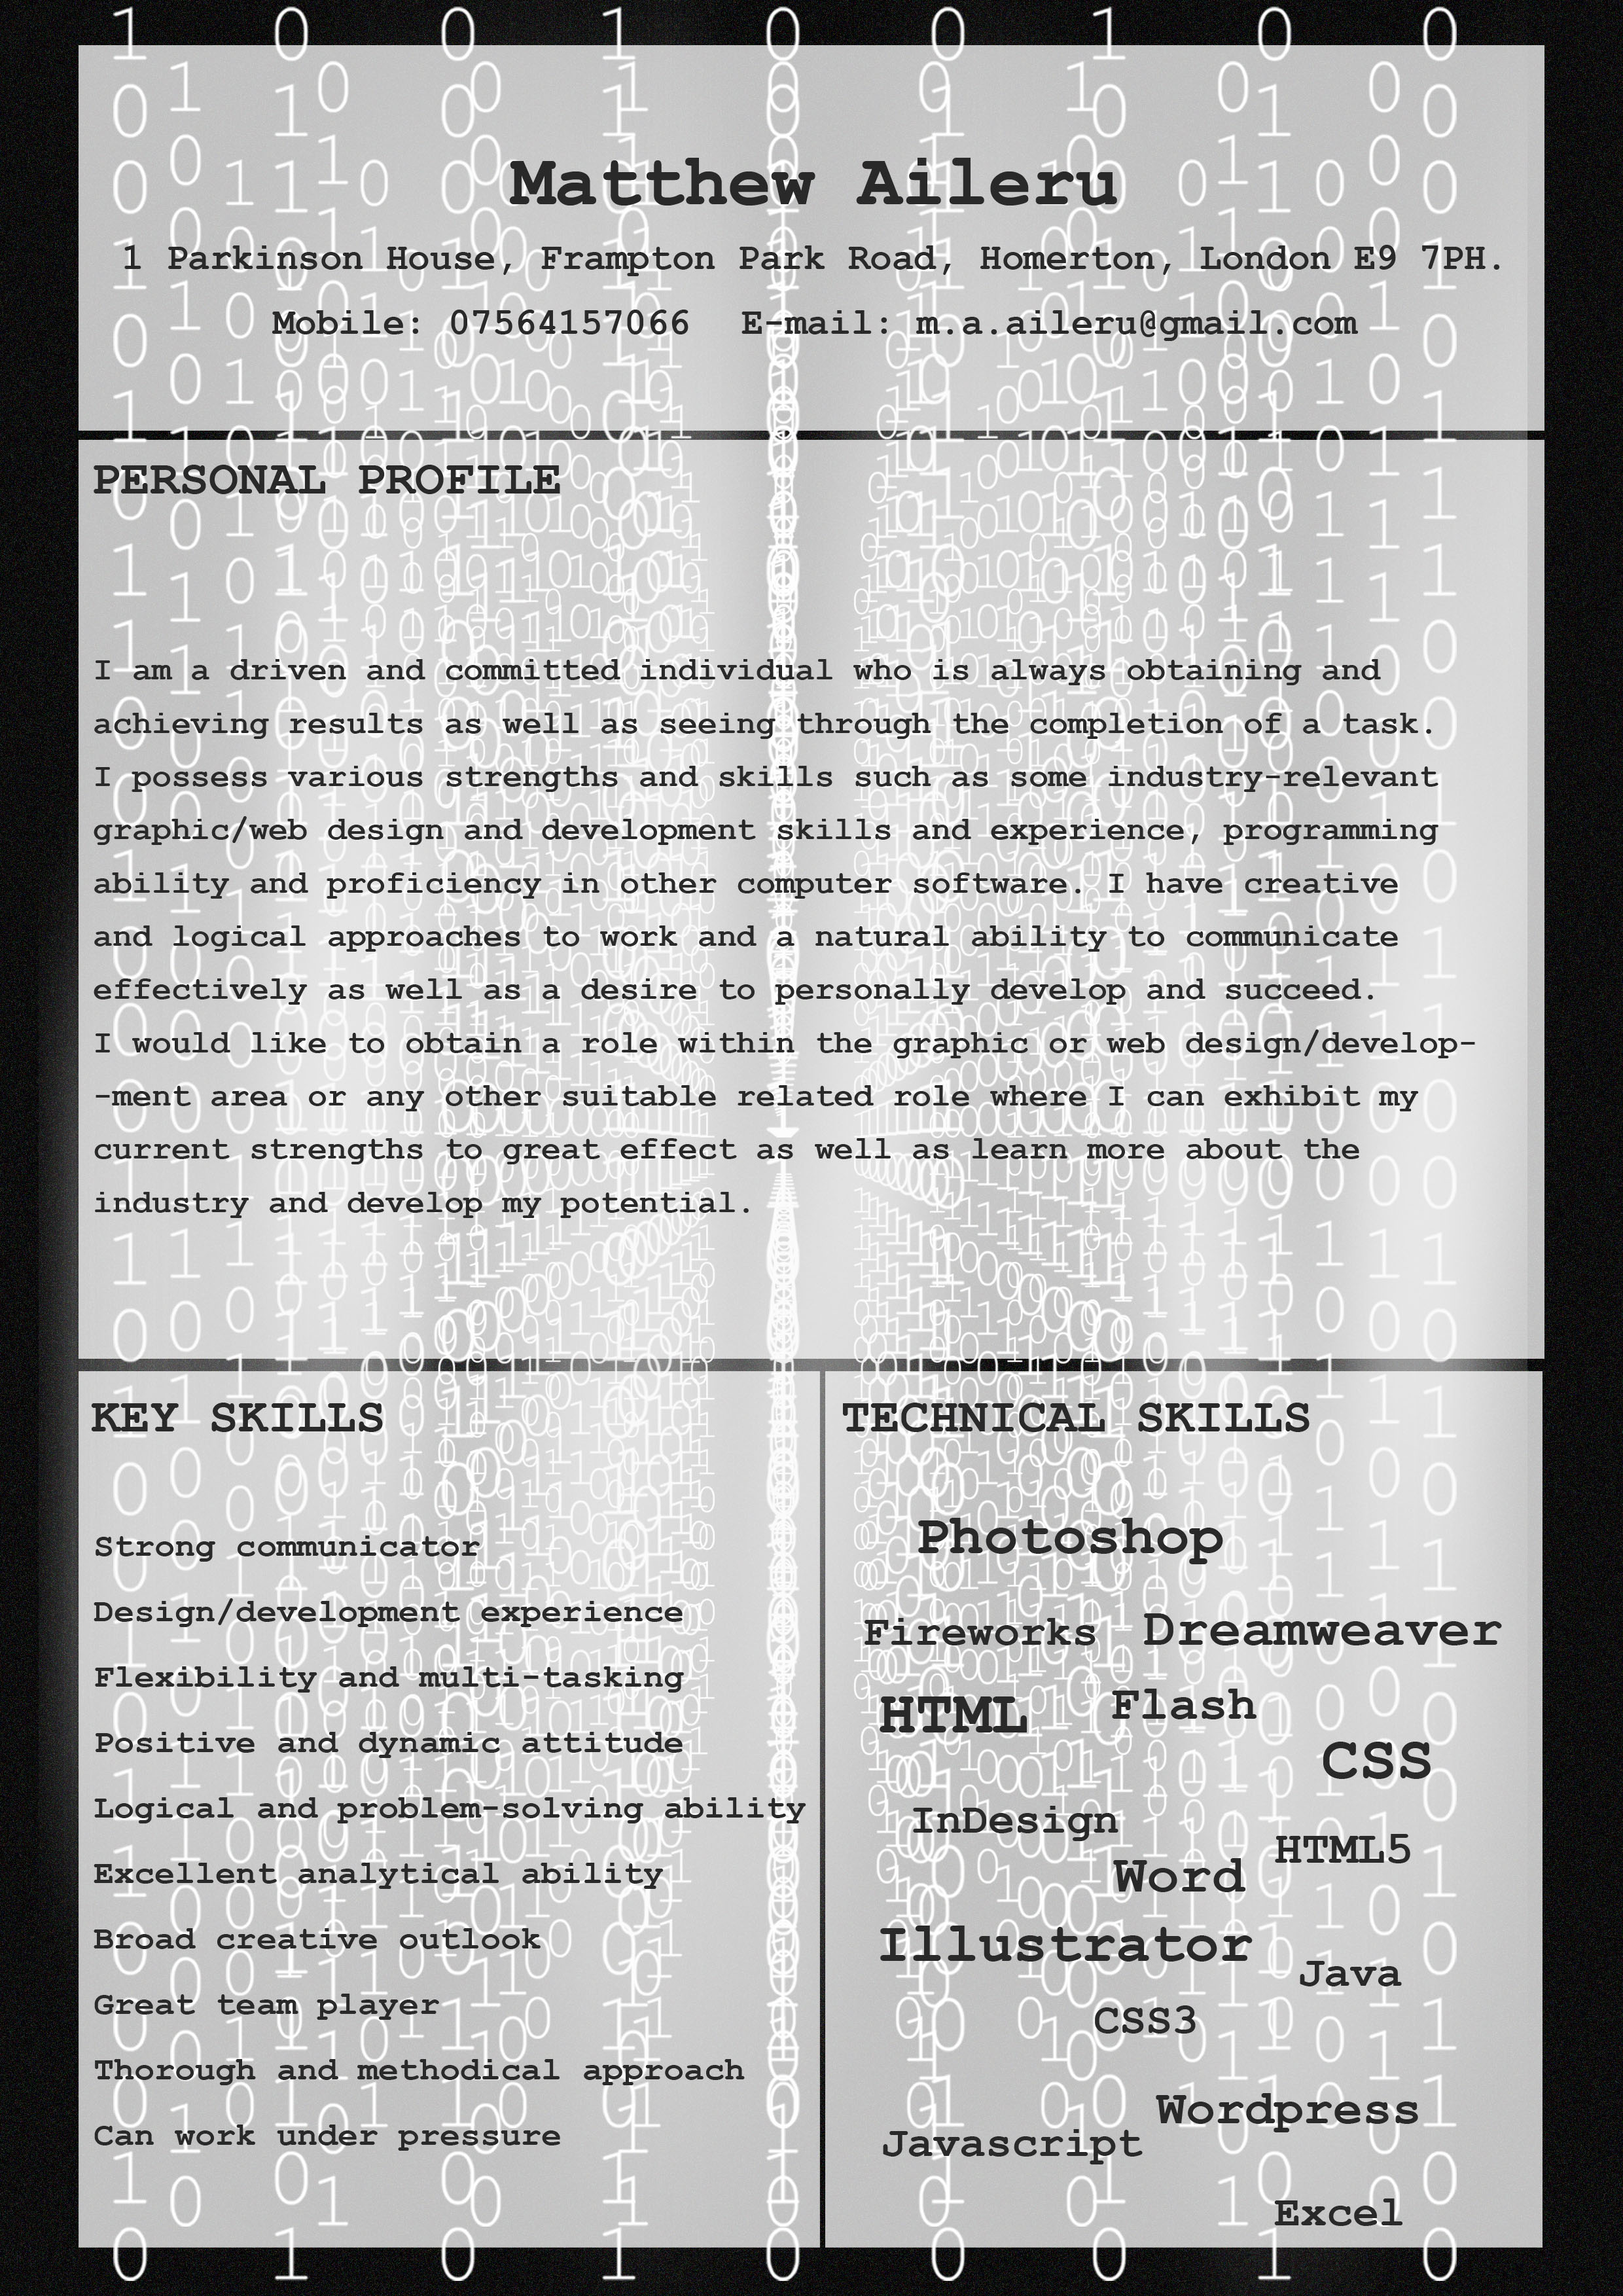 Matthew Aileru
1 Parkinson House, Frampton Park Road, Homerton, London E9 7PH.
Mobile: 07564157066 E-mail: m.a.aileru@gmail.com
PERSONAL PROFILE
I am a driven and committed individual who is always obtaining and
achieving results as well as seeing through the completion of a task.
I possess various strengths and skills such as some industry-relevant
graphic/web design and development skills and experience, programming
ability and proficiency in other computer software. I have creative
and logical approaches to work and a natural ability to communicate
effectively as well as a desire to personally develop and succeed.
I would like to obtain a role within the graphic or web design/develop-
-ment area or any other suitable related role where I can exhibit my
current strengths to great effect as well as learn more about the
industry and develop my potential.
KEY SKILLS
Strong communicator
Design/development experience
Flexibility and multi-tasking
Positive and dynamic attitude
Logical and problem-solving ability
Excellent analytical ability
Broad creative outlook
Great team player
Thorough and methodical approach
Can work under pressure
TECHNICAL SKILLS
Photoshop
Fireworks Dreamweaver
HTML Flash
CSS
InDesign
HTML5
Word
Illustrator
Java
CSS3
Wordpress
Javascript
Excel